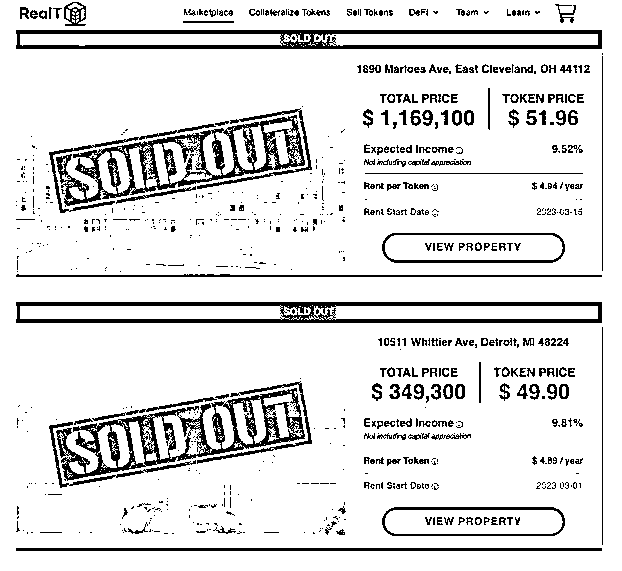 RealT
Marketplace Collateralize Tokens Sell Tokens DeFi Team Learn
SOLD OUT
1890 Marloes Ave, East Cleveland, OH 44112
TOTAL PRICE TOKEN PRICE
$ 1,169,100 $ 51.96
SOLD OUT
Expected Income 9.52%
Not including capital appreciation
Rent per Token $ 4.94 / year
Rent Start Date 2023-03-15
VIEW PROPERTY
SOLD OUT
10511 Whittier Ave, Detroit, MI 48224
TOTAL PRICE TOKEN PRICE
$ 349,300 $ 49.90
SOLD OUT
Expected Income 9.81%
Not including capital appreciation
Rent per Token $ 4.89 / year
Rent Start Date 2023-03-01
VIEW PROPERTY